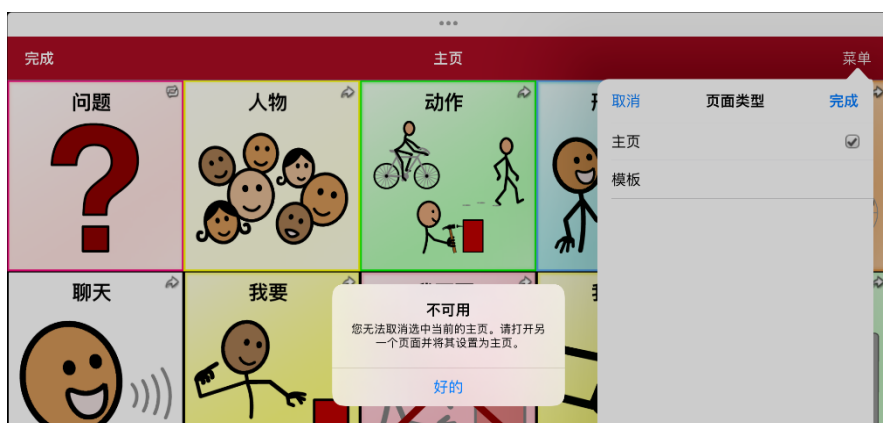 完成
主页
菜单
问题
人物
动作
取消
页面类型
完成
主页
模板
聊天
我要
不可用
您无法取消选中当前的主页。请打开另
一个页面并将其设置为主页。
好的